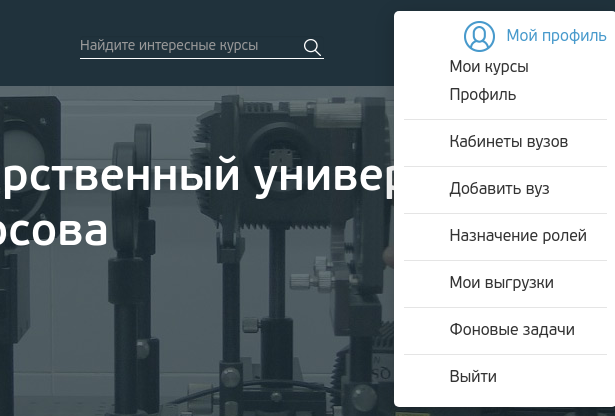 Найдите интересные курсы
Мой профиль
Мои курсы
Профиль
Кабинеты вузов
Добавить вуз
Назначение ролей
Мои выгрузки
Фоновые задачи
Выйти
рственный универ
осова